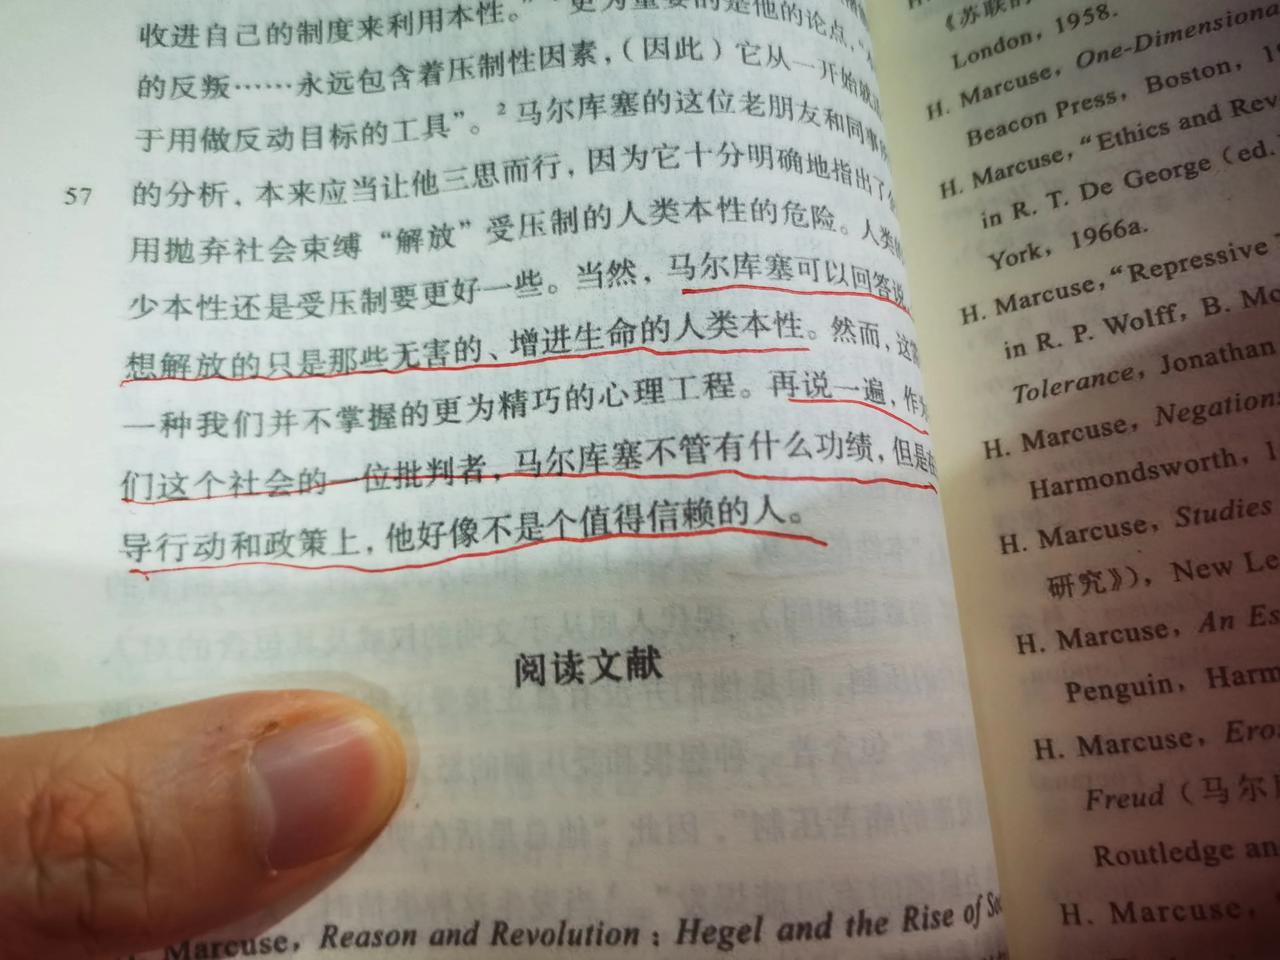 收进自己的制度来利用本性。”
更为重要的是他的论点，
的反叛……永远包含着压制性因素，（因此）它从一开始就
于用做反动目标的工具”。²马尔库塞的这位老朋友和同事
57
的分析，本来应当让他三思而行，因为它十分明确地指出了
用抛弃社会束缚“解放”受压制的人类本性的危险。人类
少本性还是受压制要更好一些。当然，马尔库塞可以回答说，
想解放的只是那些无害的、增进生命的人类本性。然而，这
一种我们并不掌握的更为精巧的心理工程。再说一遍，作为
们这个社会的一位批判者，马尔库塞不管有什么功绩，但是在
导行动和政策上，他好像不是个值得信赖的人。
阅读文献
Marcuse, Reason and Revolution: Hegel and the Rise of
London, 1958.
H. Marcuse, One-Dimensional
Beacon Press, Boston,
H. Marcuse, “Ethics and
in R. T. De George (ed.
York, 1966a.
H. Marcuse, “Repressive
in R. P. Wolff, B.
Tolerance, Jonathan
H. Marcuse, Negations
Harmondsworth,
H. Marcuse, Studies
研究》), New
H. Marcuse, An
Penguin,
H. Marcuse,
Freud (马尔
Routledge
H. Marcuse,